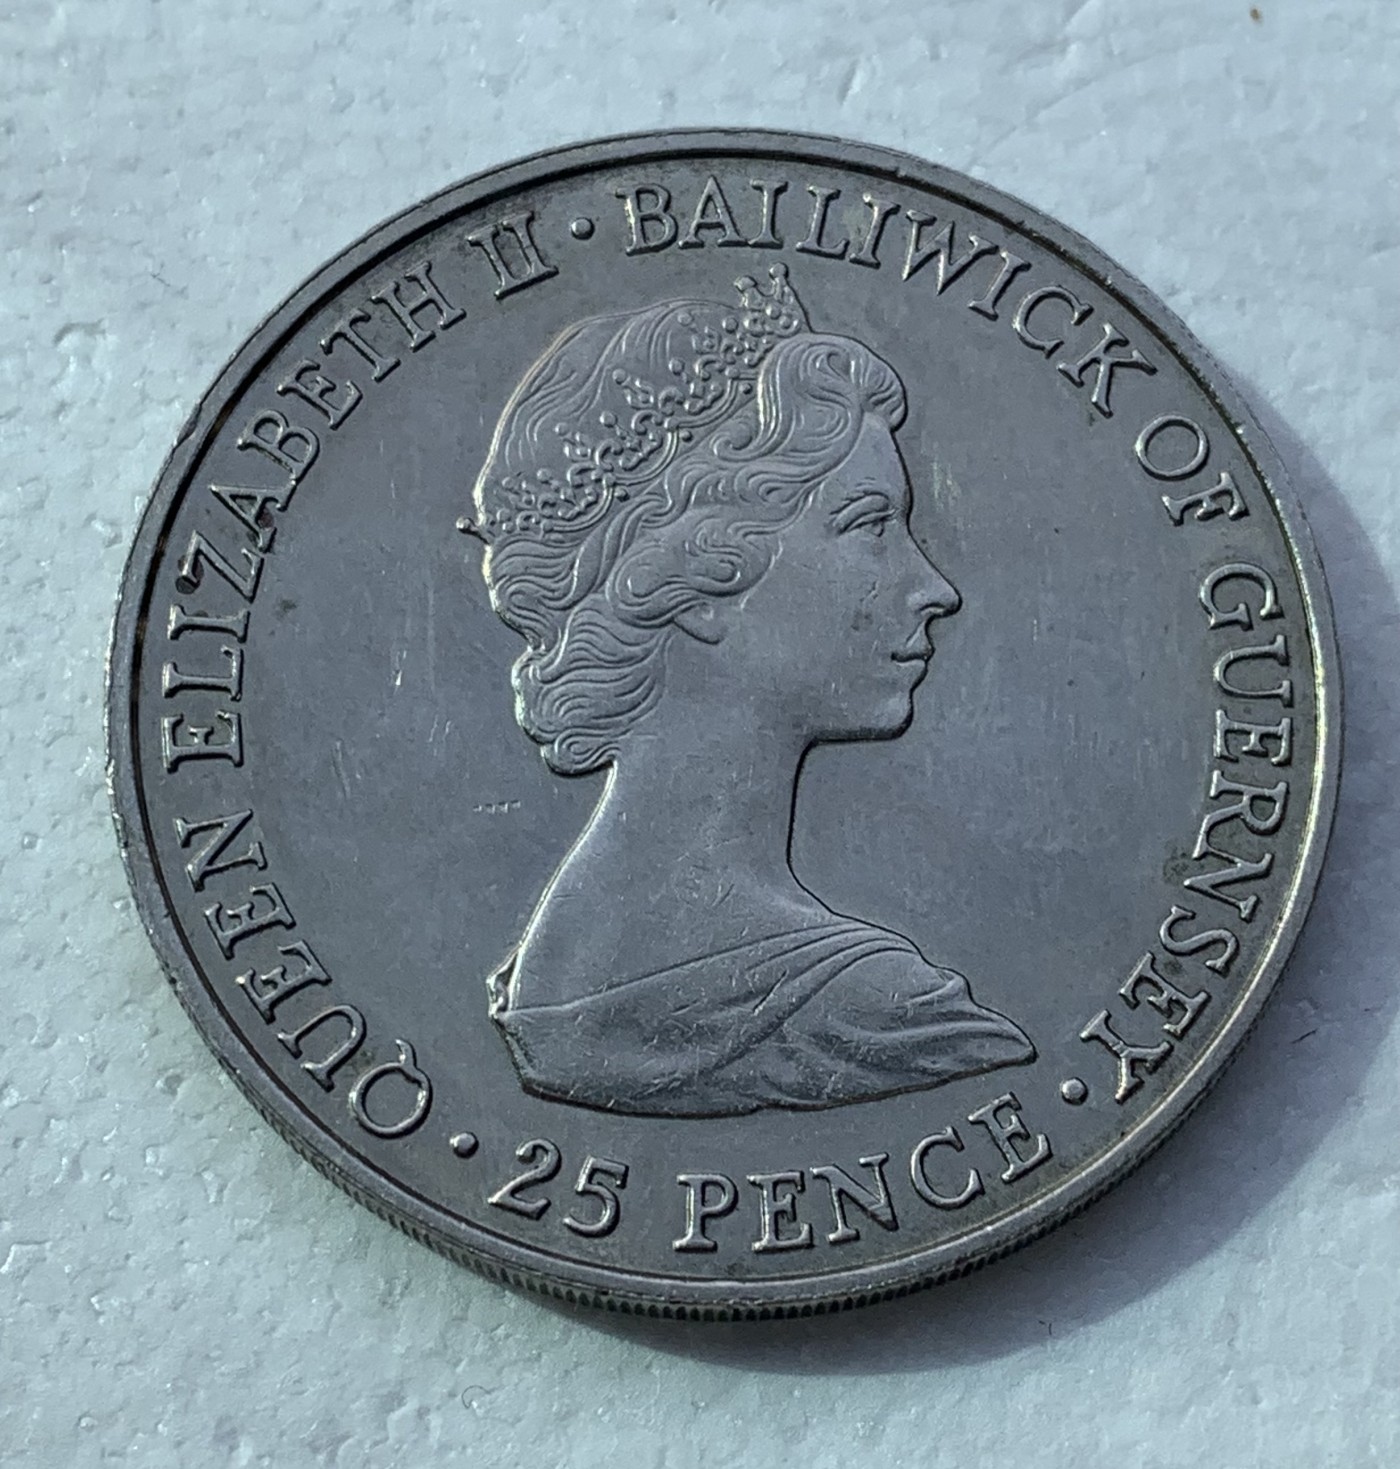 QUEEN ELIZABETH II · BAILIWICK OF GUERNSEY ·
25 PENCE ·